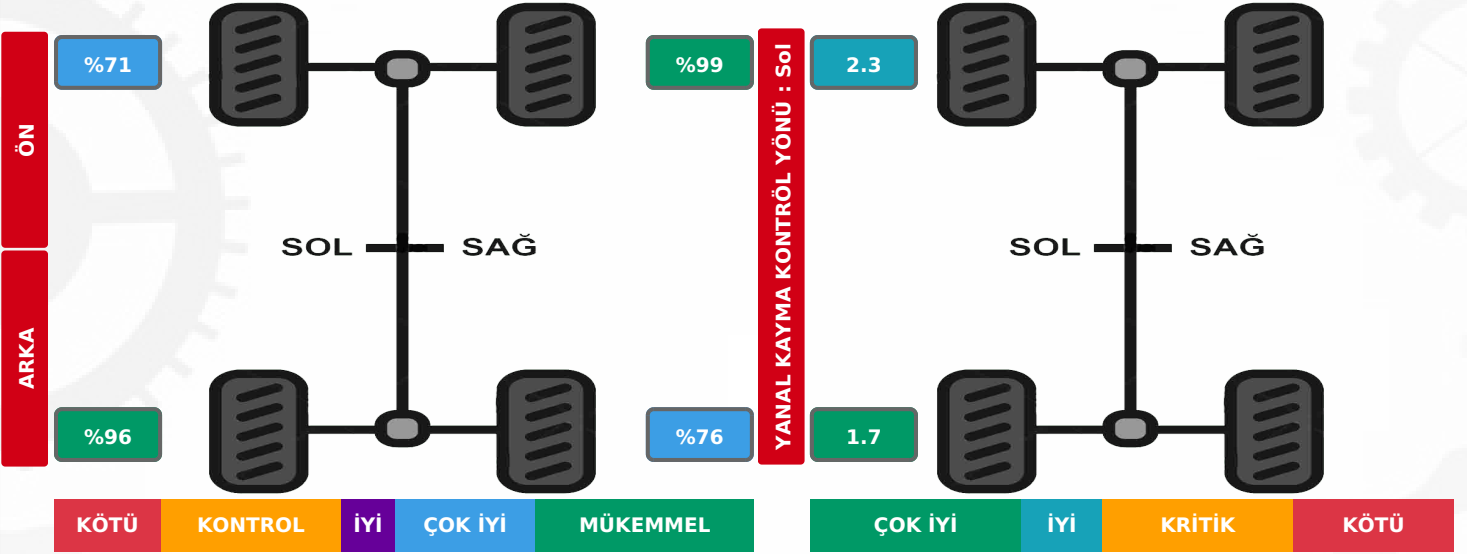 ÖN
%71
%99
YANAL KAYMA KONTRÖL YÖNÜ : Sol
2.3
SOL SAĞ
SOL SAĞ
ARKA
%96
%76
1.7
KÖTÜ KONTROL İYİ ÇOK İYİ MÜKEMMEL
ÇOK İYİ İYİ KRİTİK KÖTÜ